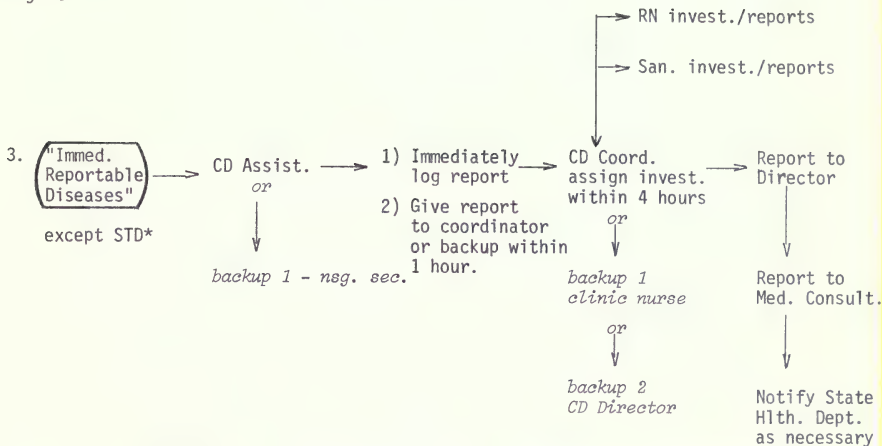 RN invest./reports
San. invest./reports
3. "Immed.
Reportable
Diseases"
except STD*
CD Assist.
or
backup 1 - nsg. sec.
1) Immediately
log report
2) Give report
to coordinator
or backup within
1 hour.
CD Coord.
assign invest.
within 4 hours
or
backup 1
clinic nurse
or
backup 2
CD Director
Report to
Director
Report to
Med. Consult.
Notify State
Hlth. Dept.
as necessary